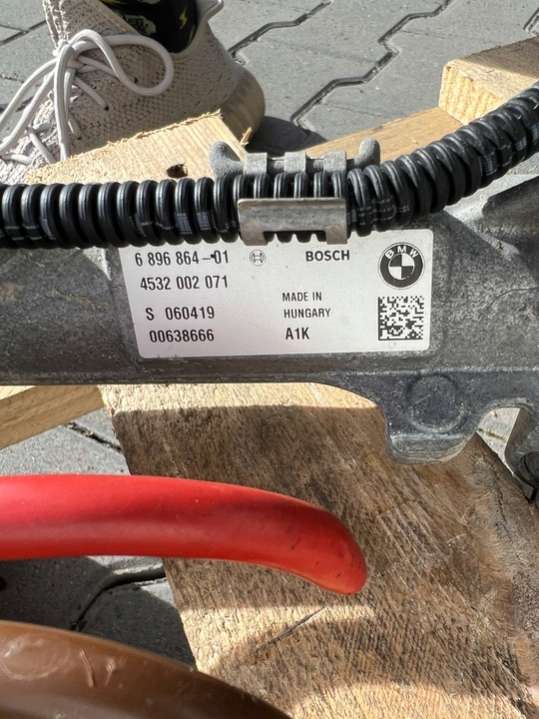 6 896 864-01 BOSCH BMW
4532 002 071
S 060419 MADE IN
HUNGARY
00638666 A1K